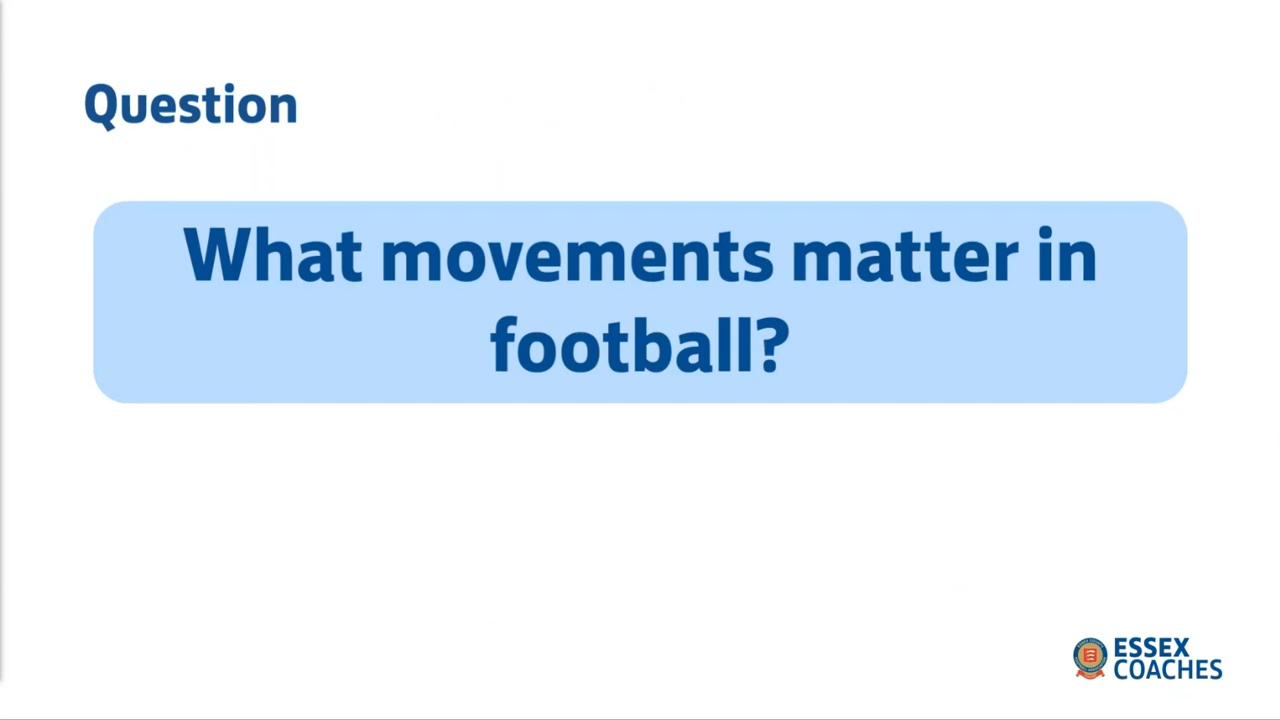 Question
What movements matter in
football?
ESSEX
COACHES